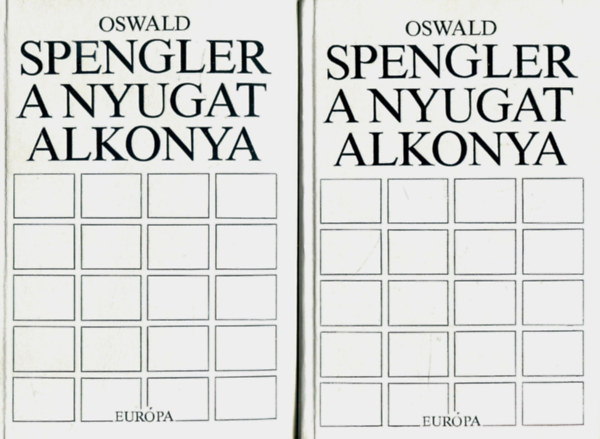 OSWALD
SPENGLER
A NYUGAT
ALKONYA
EURÓPA
OSWALD
SPENGLER
A NYUGAT
ALKONYA
EURÓPA